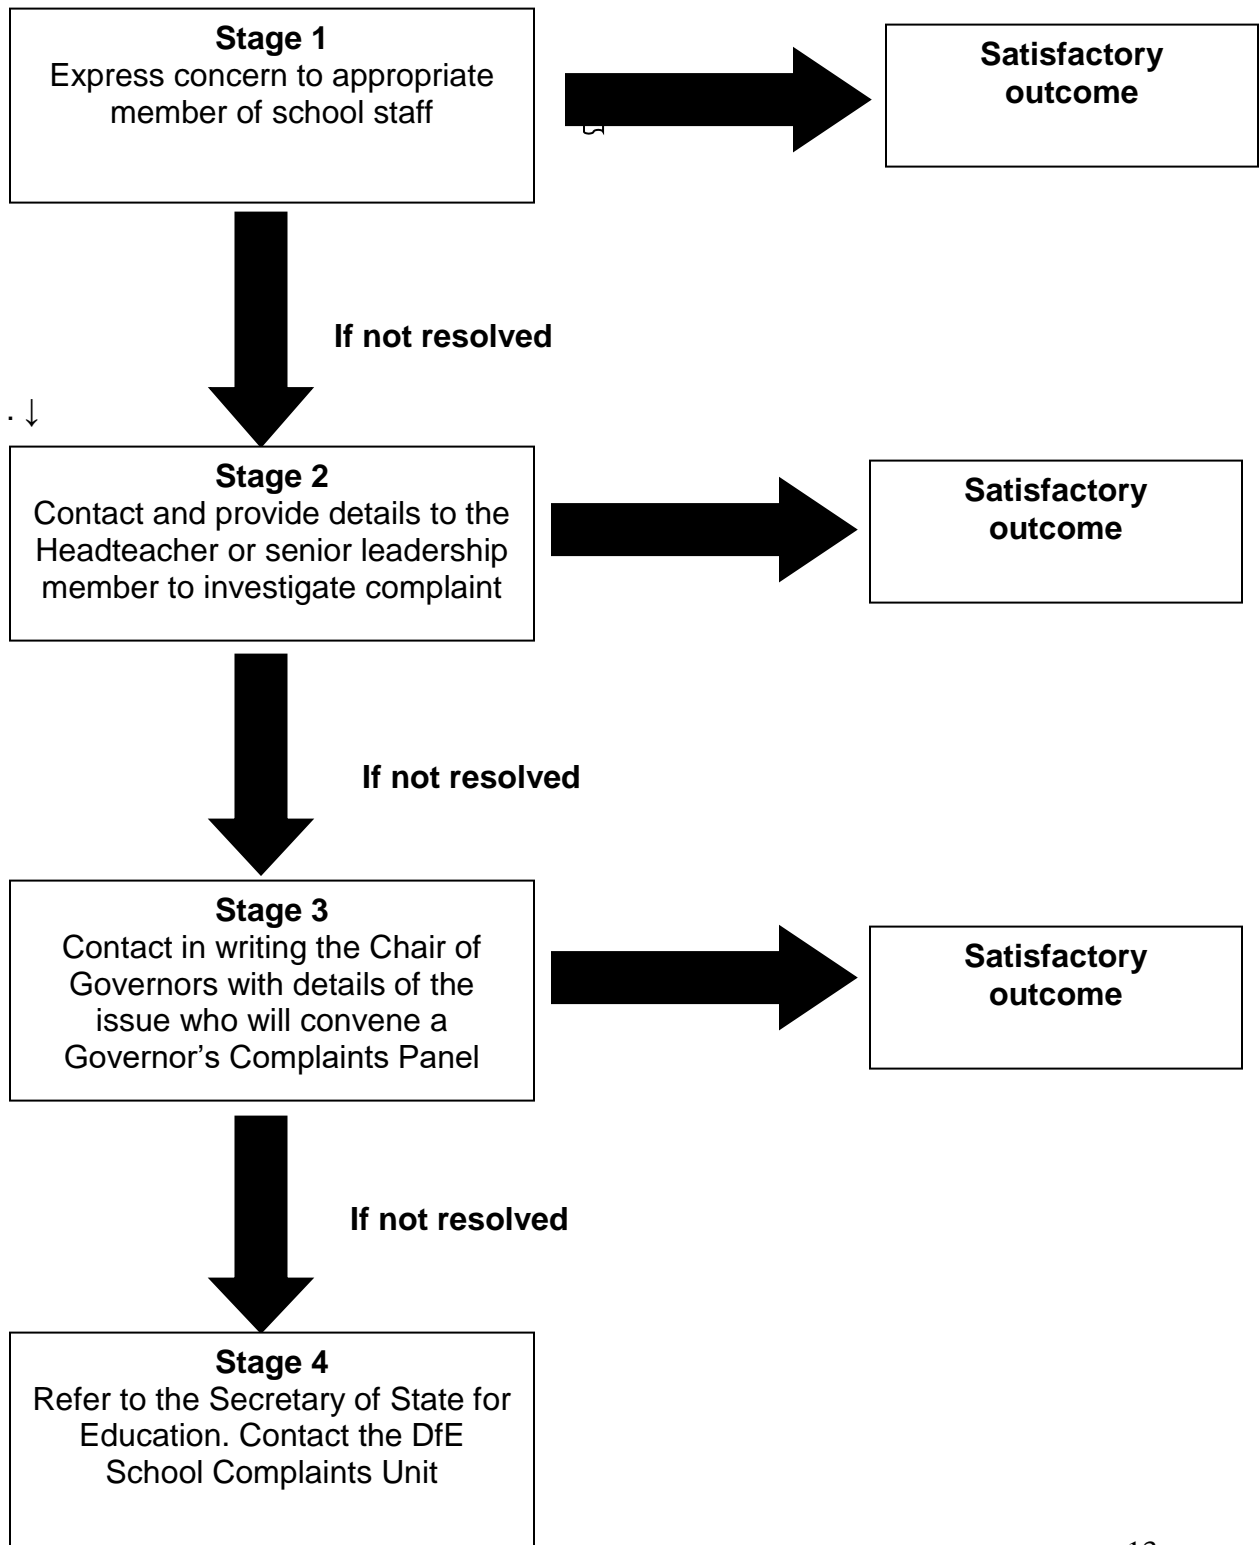 Stage 1
Express concern to appropriate
member of school staff
Satisfactory
outcome
If not resolved
. ↓
Stage 2
Contact and provide details to the
Headteacher or senior leadership
member to investigate complaint
Satisfactory
outcome
If not resolved
Stage 3
Contact in writing the Chair of
Governors with details of the
issue who will convene a
Governor’s Complaints Panel
Satisfactory
outcome
If not resolved
Stage 4
Refer to the Secretary of State for
Education. Contact the DfE
School Complaints Unit